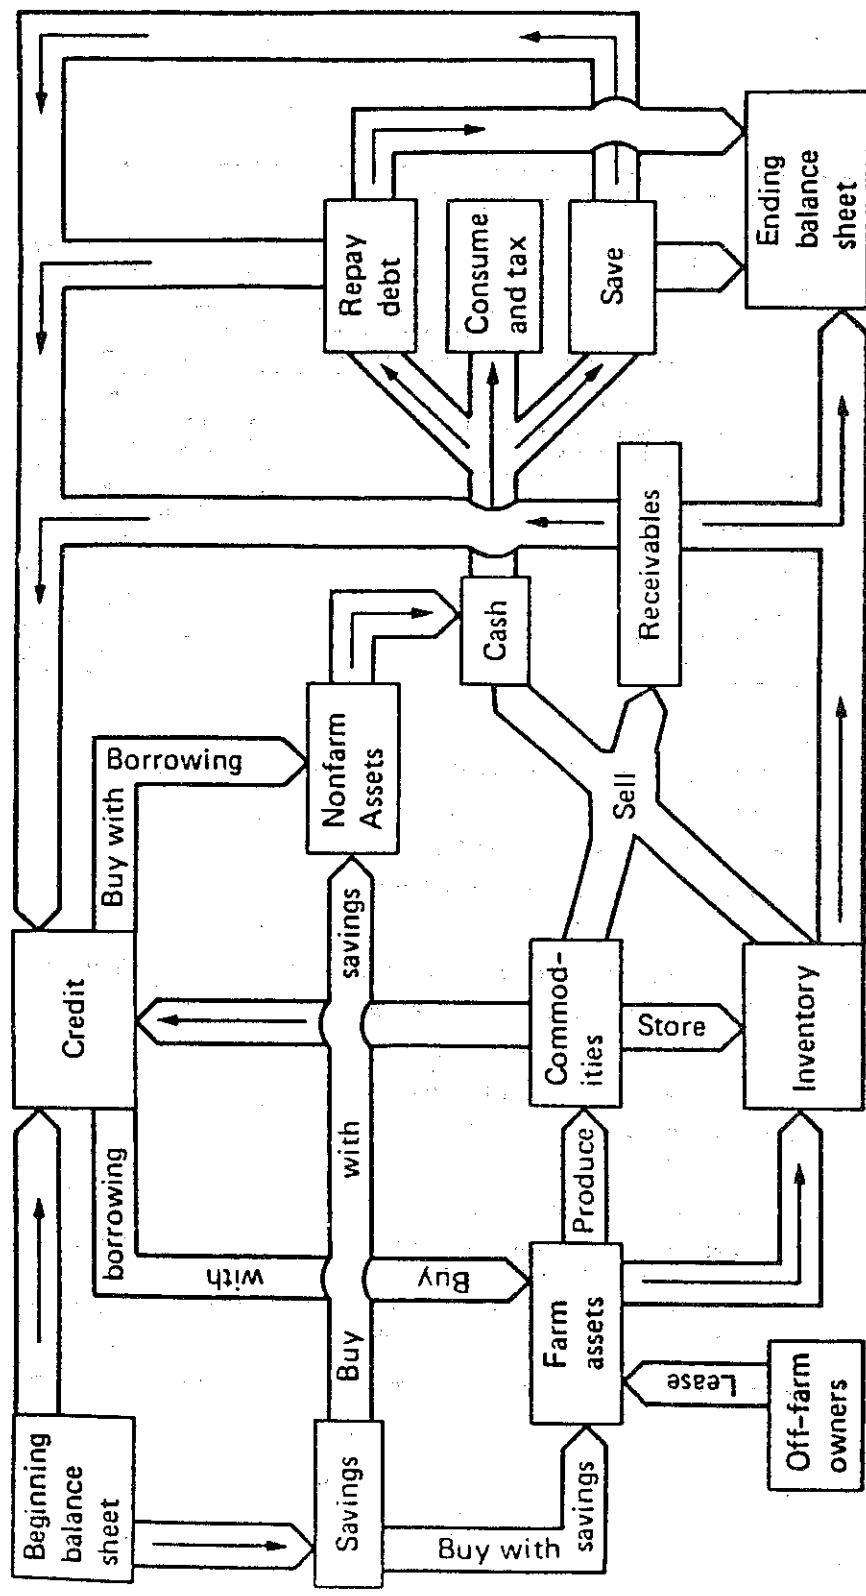 Beginning
balance
sheet
Credit
borrowing
with
Buy
Buy with
Borrowing
Savings
Buy
with
savings
Nonfarm
Assets
Repay
debt
Buy with
savings
Farm
assets
Produce
Commod-
ities
Cash
Consume
and tax
Sell
Store
Receivables
Save
Lease
Off-farm
owners
Inventory
Ending
balance
sheet